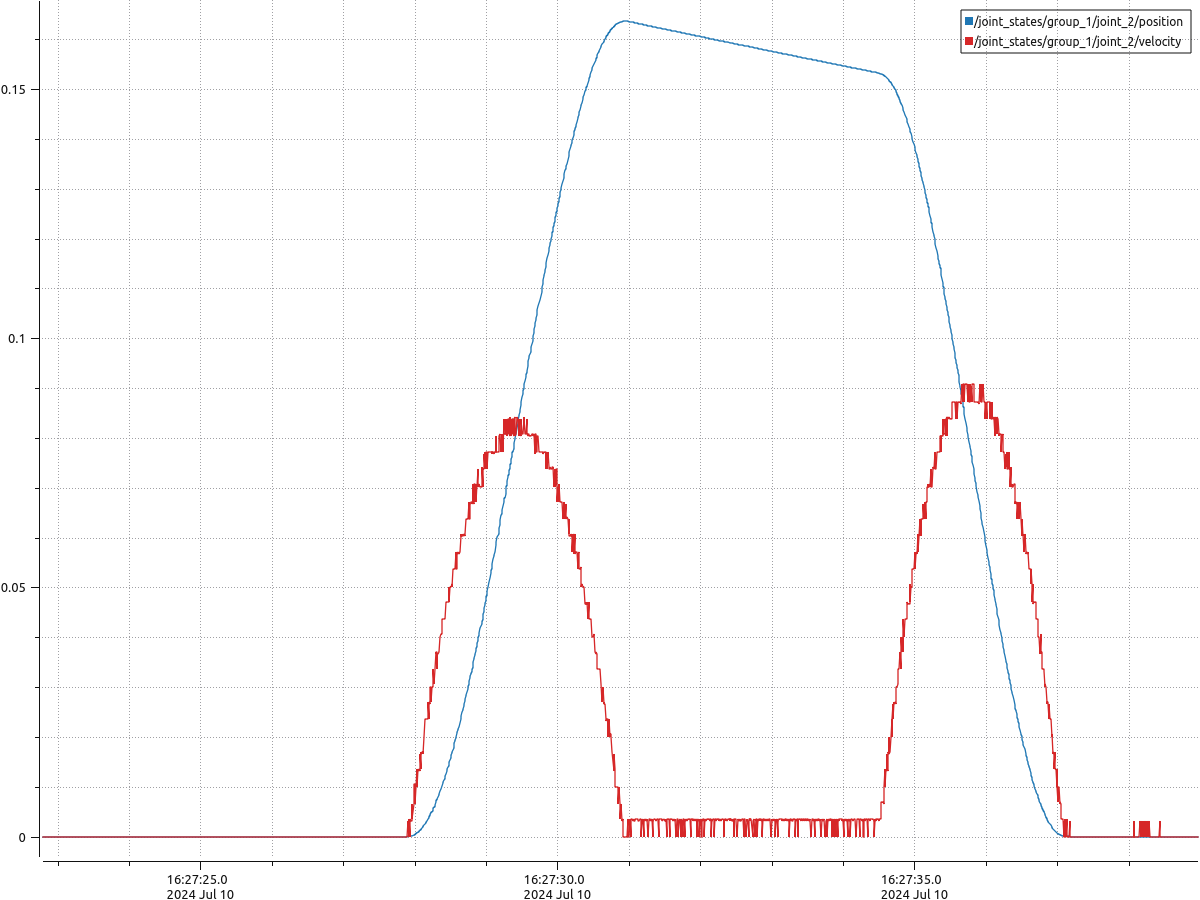 /joint_states/group_1/joint_2/position
/joint_states/group_1/joint_2/velocity
0.15
0.1
0.05
0
16:27:25.0
2024 Jul 10
16:27:30.0
2024 Jul 10
16:27:35.0
2024 Jul 10